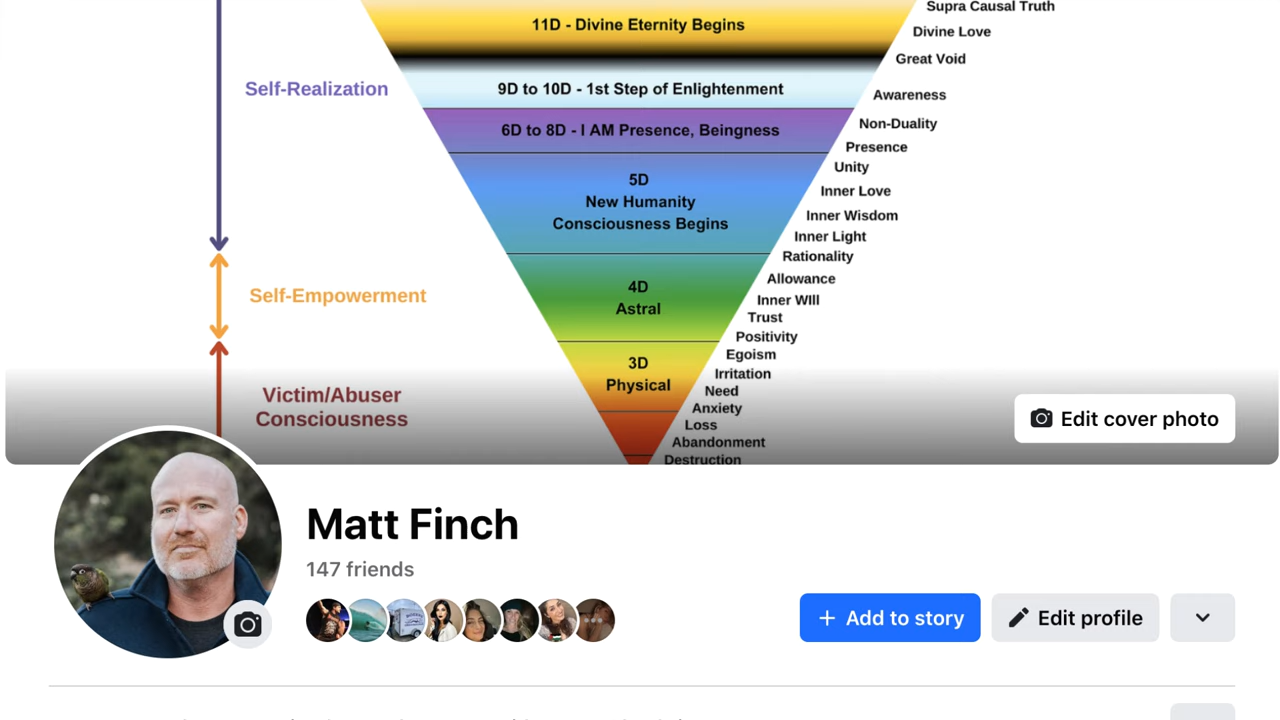 Supra Causal Truth
11D - Divine Eternity Begins
Divine Love
Great Void
Self-Realization
9D to 10D - 1st Step of Enlightenment
Awareness
6D to 8D - I AM Presence, Beingness
Non-Duality
Presence
Unity
5D
New Humanity
Consciousness Begins
Inner Love
Inner Wisdom
Inner Light
Rationality
Self-Empowerment
4D
Astral
Allowance
Inner WIll
Trust
Positivity
3D
Physical
Egoism
Irritation
Need
Victim/Abuser
Consciousness
Anxiety
Loss
Abandonment
Destruction
Edit cover photo
Matt Finch
147 friends
Add to story
Edit profile